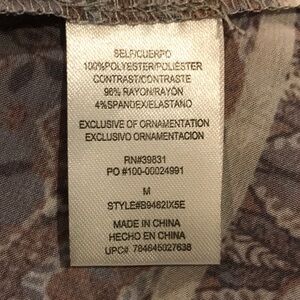 SELF/CUERPO
100%POLYESTER/POLIÉSTER
CONTRAST/CONTRASTE
96% RAYON/RAYÓN
4%SPANDEX/ELASTANO
EXCLUSIVE OF ORNAMENTATION
EXCLUSIVO ORNAMENTACION
RN#39831
PO #100-00024991
M
STYLE#B9462IX5E
MADE IN CHINA
HECHO EN CHINA
UPC# 784645027638